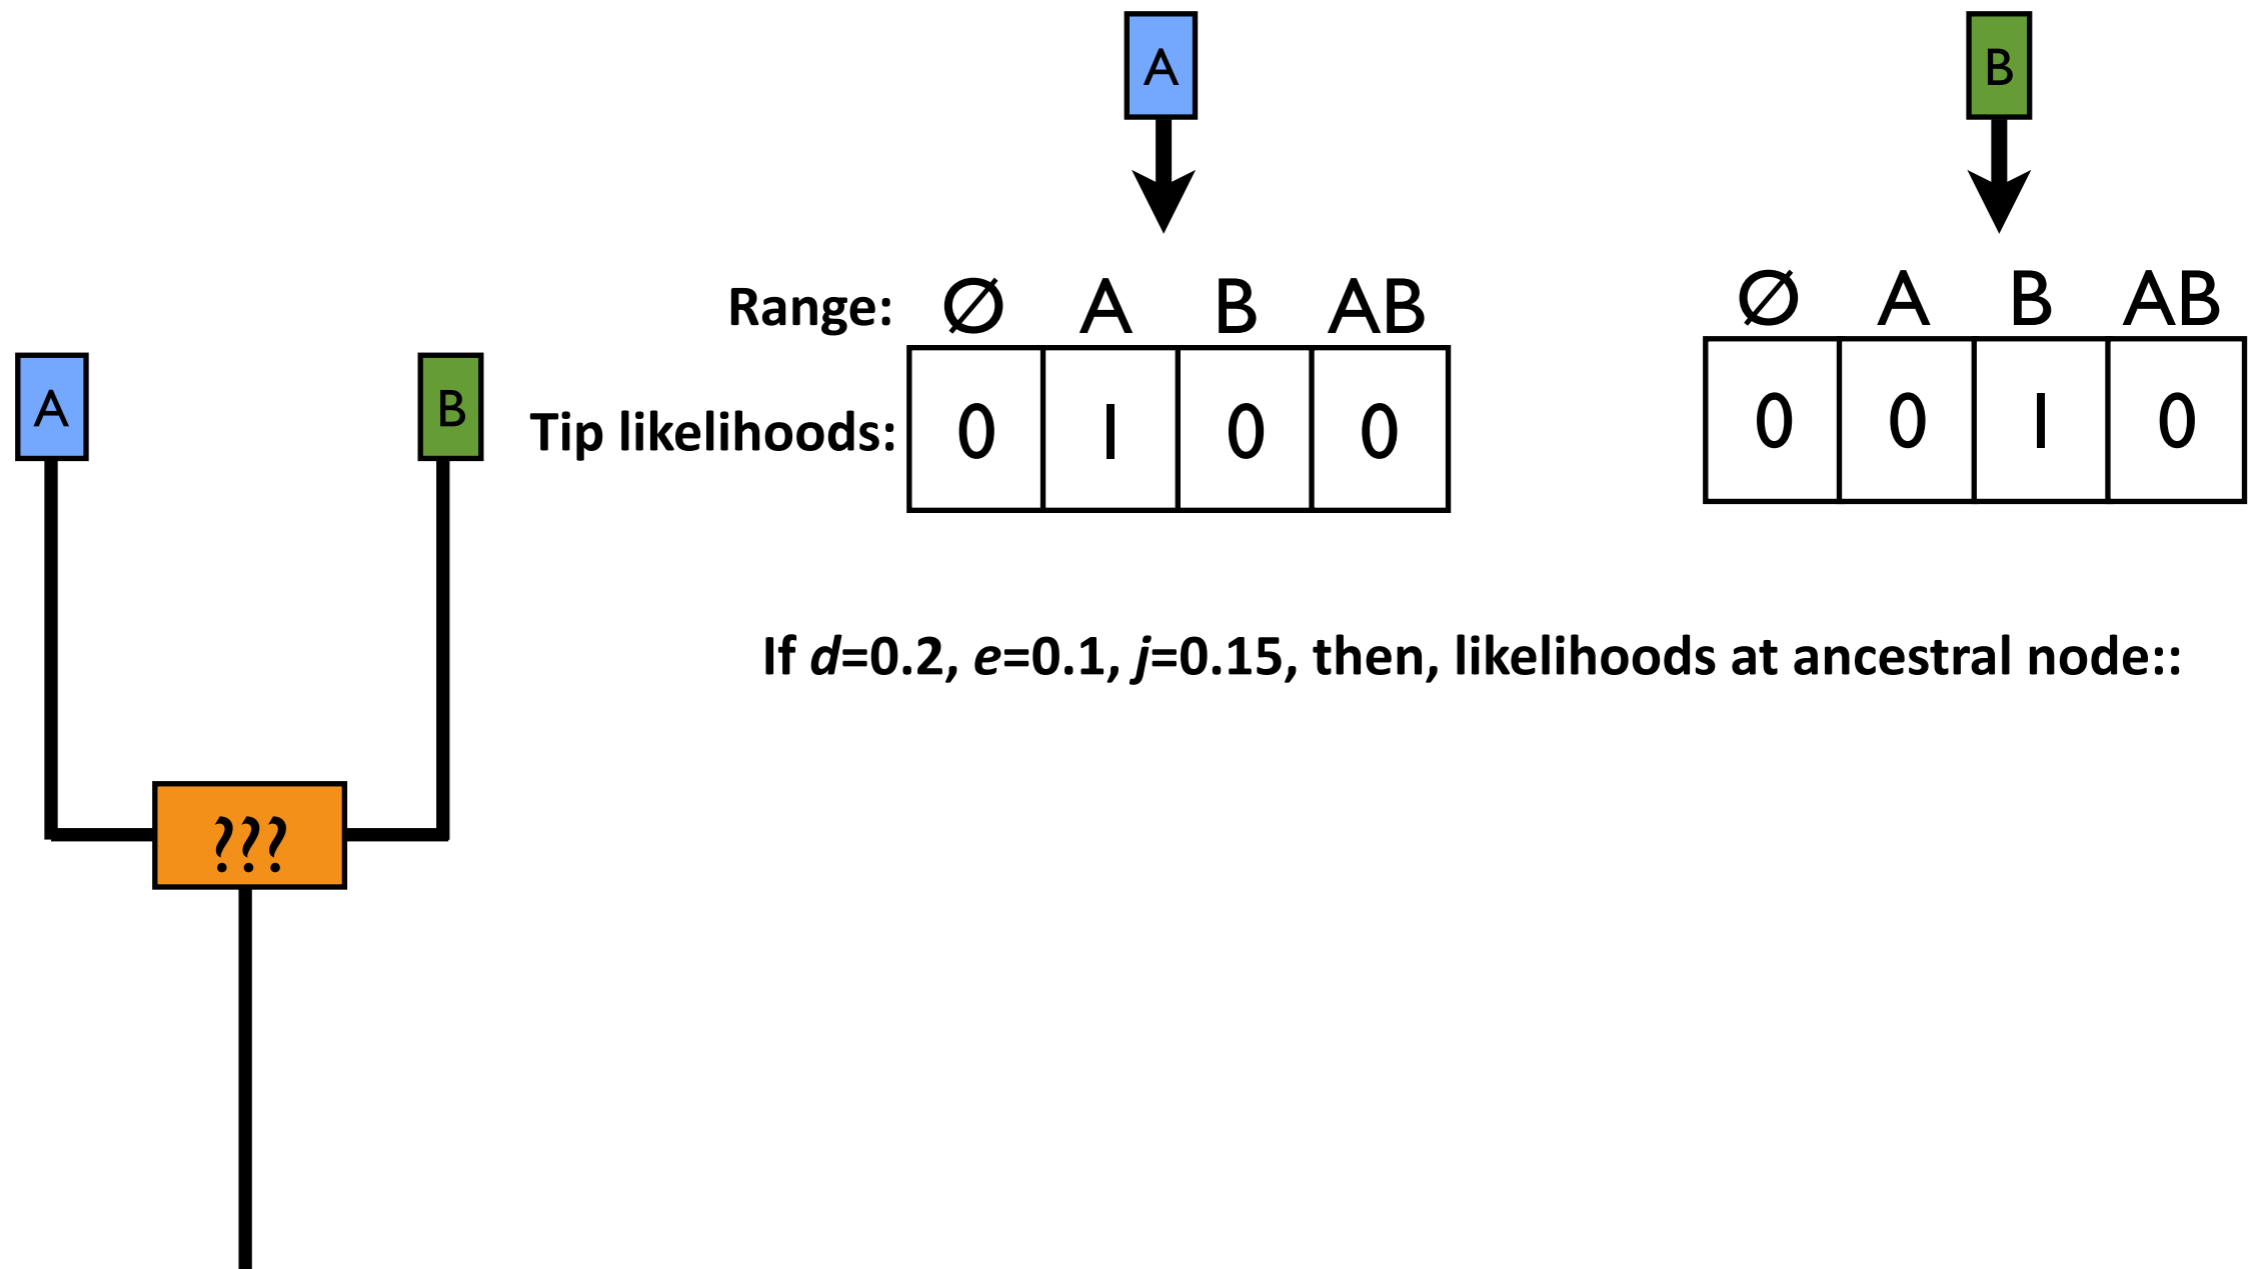 A B
Range: Ø A B AB Ø A B AB
A B
Tip likelihoods: 0 1 0 0 0 0 1 0
If d=0.2, e=0.1, j=0.15, then, likelihoods at ancestral node::
???